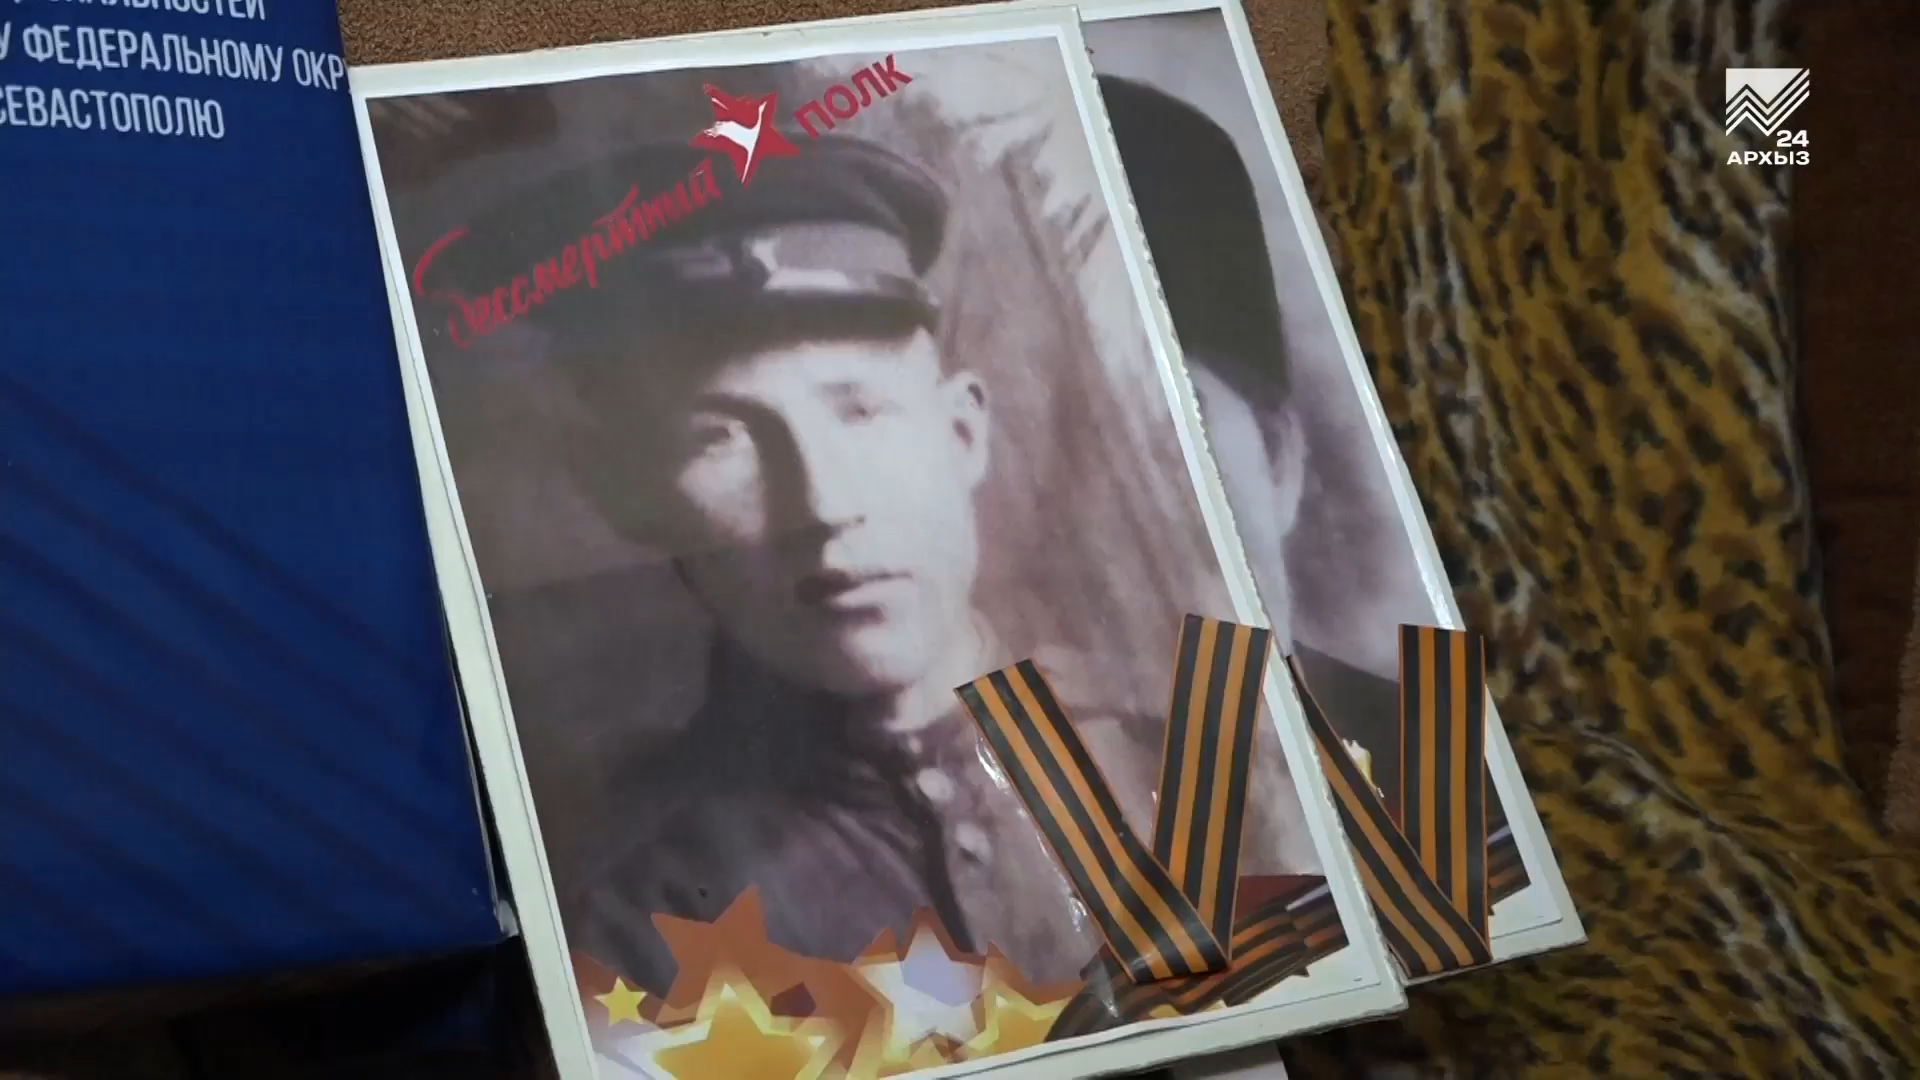 У ФЕДЕРАЛЬНОМУ ОКР
СЕВАСТОПОЛЮ
Бессмертный ПОЛК
24
АРХЫЗ